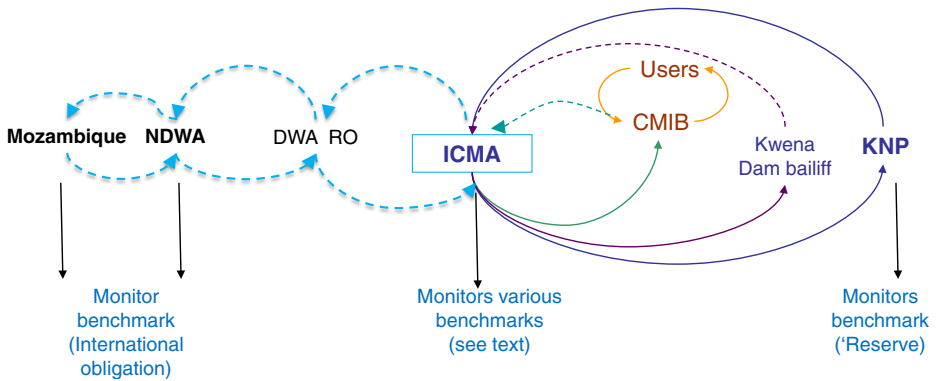 Users
CMIB
Mozambique NDWA DWA RO
ICMA
Kwena
Dam bailiff
KNP
Monitor
benchmark
(International
obligation)
Monitors various
benchmarks
(see text)
Monitors
benchmark
(‘Reserve)